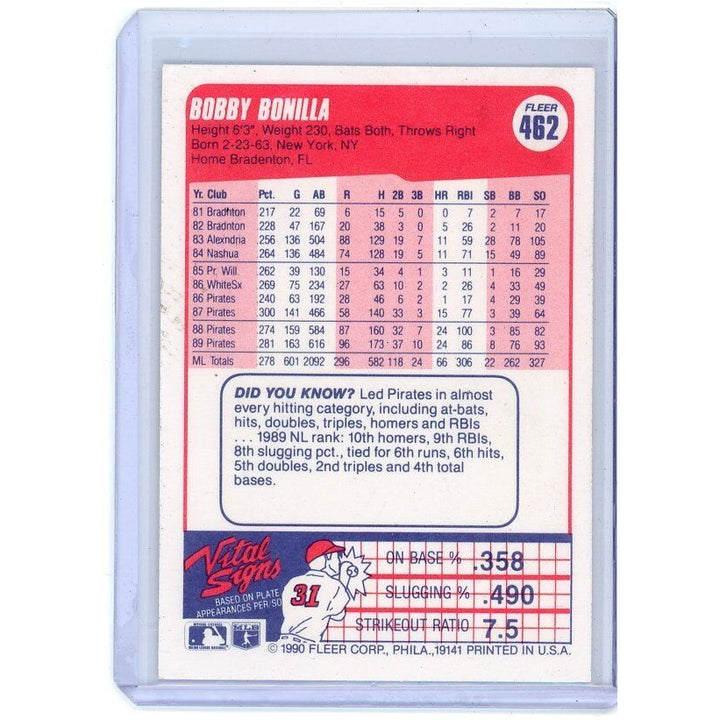 BOBBY BONILLA
FLEER
462
Height 6'3", Weight 230, Bats Both, Throws Right
Born 2-23-63, New York, NY
Home Bradenton, FL
Yr. Club Pct. G AB R H 2B 3B HR RBI SB BB SO
81 Bradnton .217 22 69 6 15 5 0 0 7 2 7 17
82 Bradnton .228 47 167 20 38 3 0 5 26 2 11 20
83 Alexndria .256 136 504 88 129 19 7 11 59 28 78 105
84 Nashua .264 136 484 74 128 19 5 11 71 15 49 89
85 Pr. Will. .262 39 130 15 34 4 1 3 11 1 16 29
86 WhiteSx .269 75 234 27 63 10 2 2 26 4 33 49
86 Pirates .240 63 192 28 46 6 2 1 17 4 29 39
87 Pirates .300 141 466 58 140 33 3 15 77 3 39 64
88 Pirates .274 159 584 87 160 32 7 24 100 3 85 82
89 Pirates .281 163 616 96 173 37 10 24 86 8 76 93
ML Totals .278 601 2092 296 582 118 24 66 306 22 262 327
DID YOU KNOW? Led Pirates in almost
every hitting category, including at-bats,
hits, doubles, triples, homers and RBIs
. . . 1989 NL rank: 10th homers, 9th RBIs,
8th slugging pct., tied for 6th runs, 6th hits,
5th doubles, 2nd triples and 4th total
bases.
Vital
Signs
BASED ON PLATE
APPEARANCES PER/SO
31
ON BASE % .358
SLUGGING % .490
STRIKEOUT RATIO 7.5
© 1990 FLEER CORP., PHILA., 19141 PRINTED IN U.S.A.